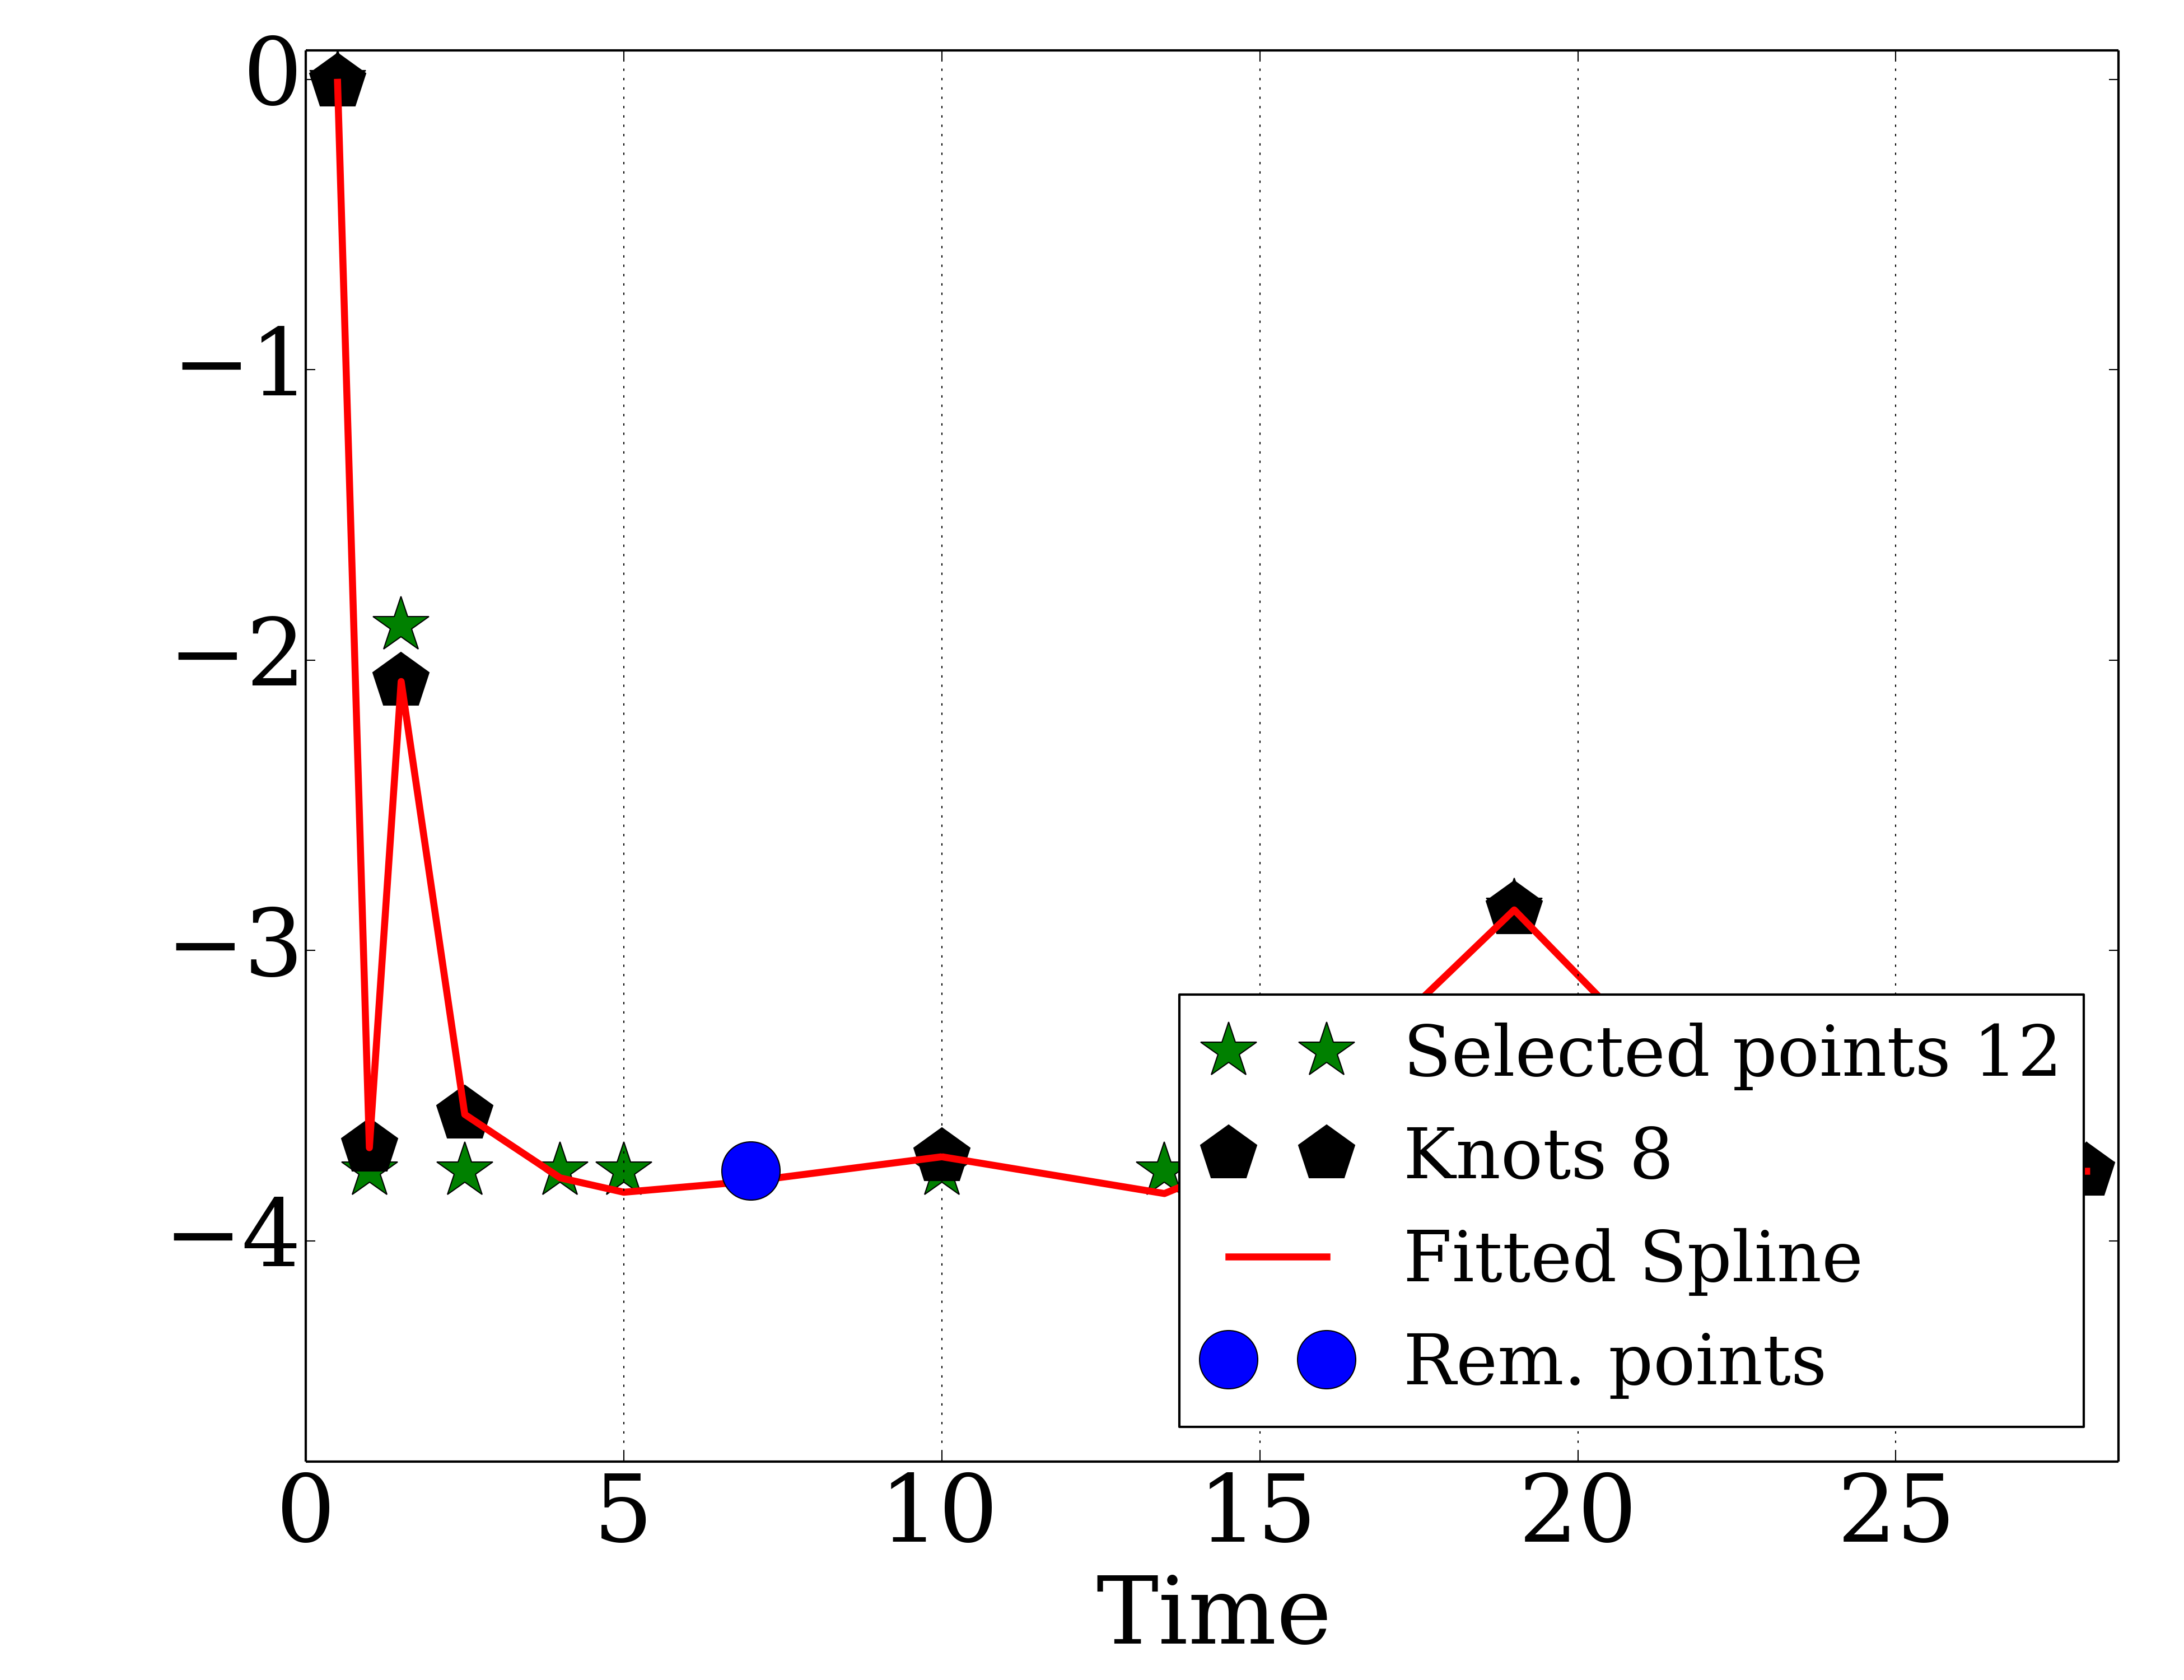 0
−1
−2
−3
−4
Selected points 12
Knots 8
Fitted Spline
Rem. points
0 5 10 15 20 25
Time